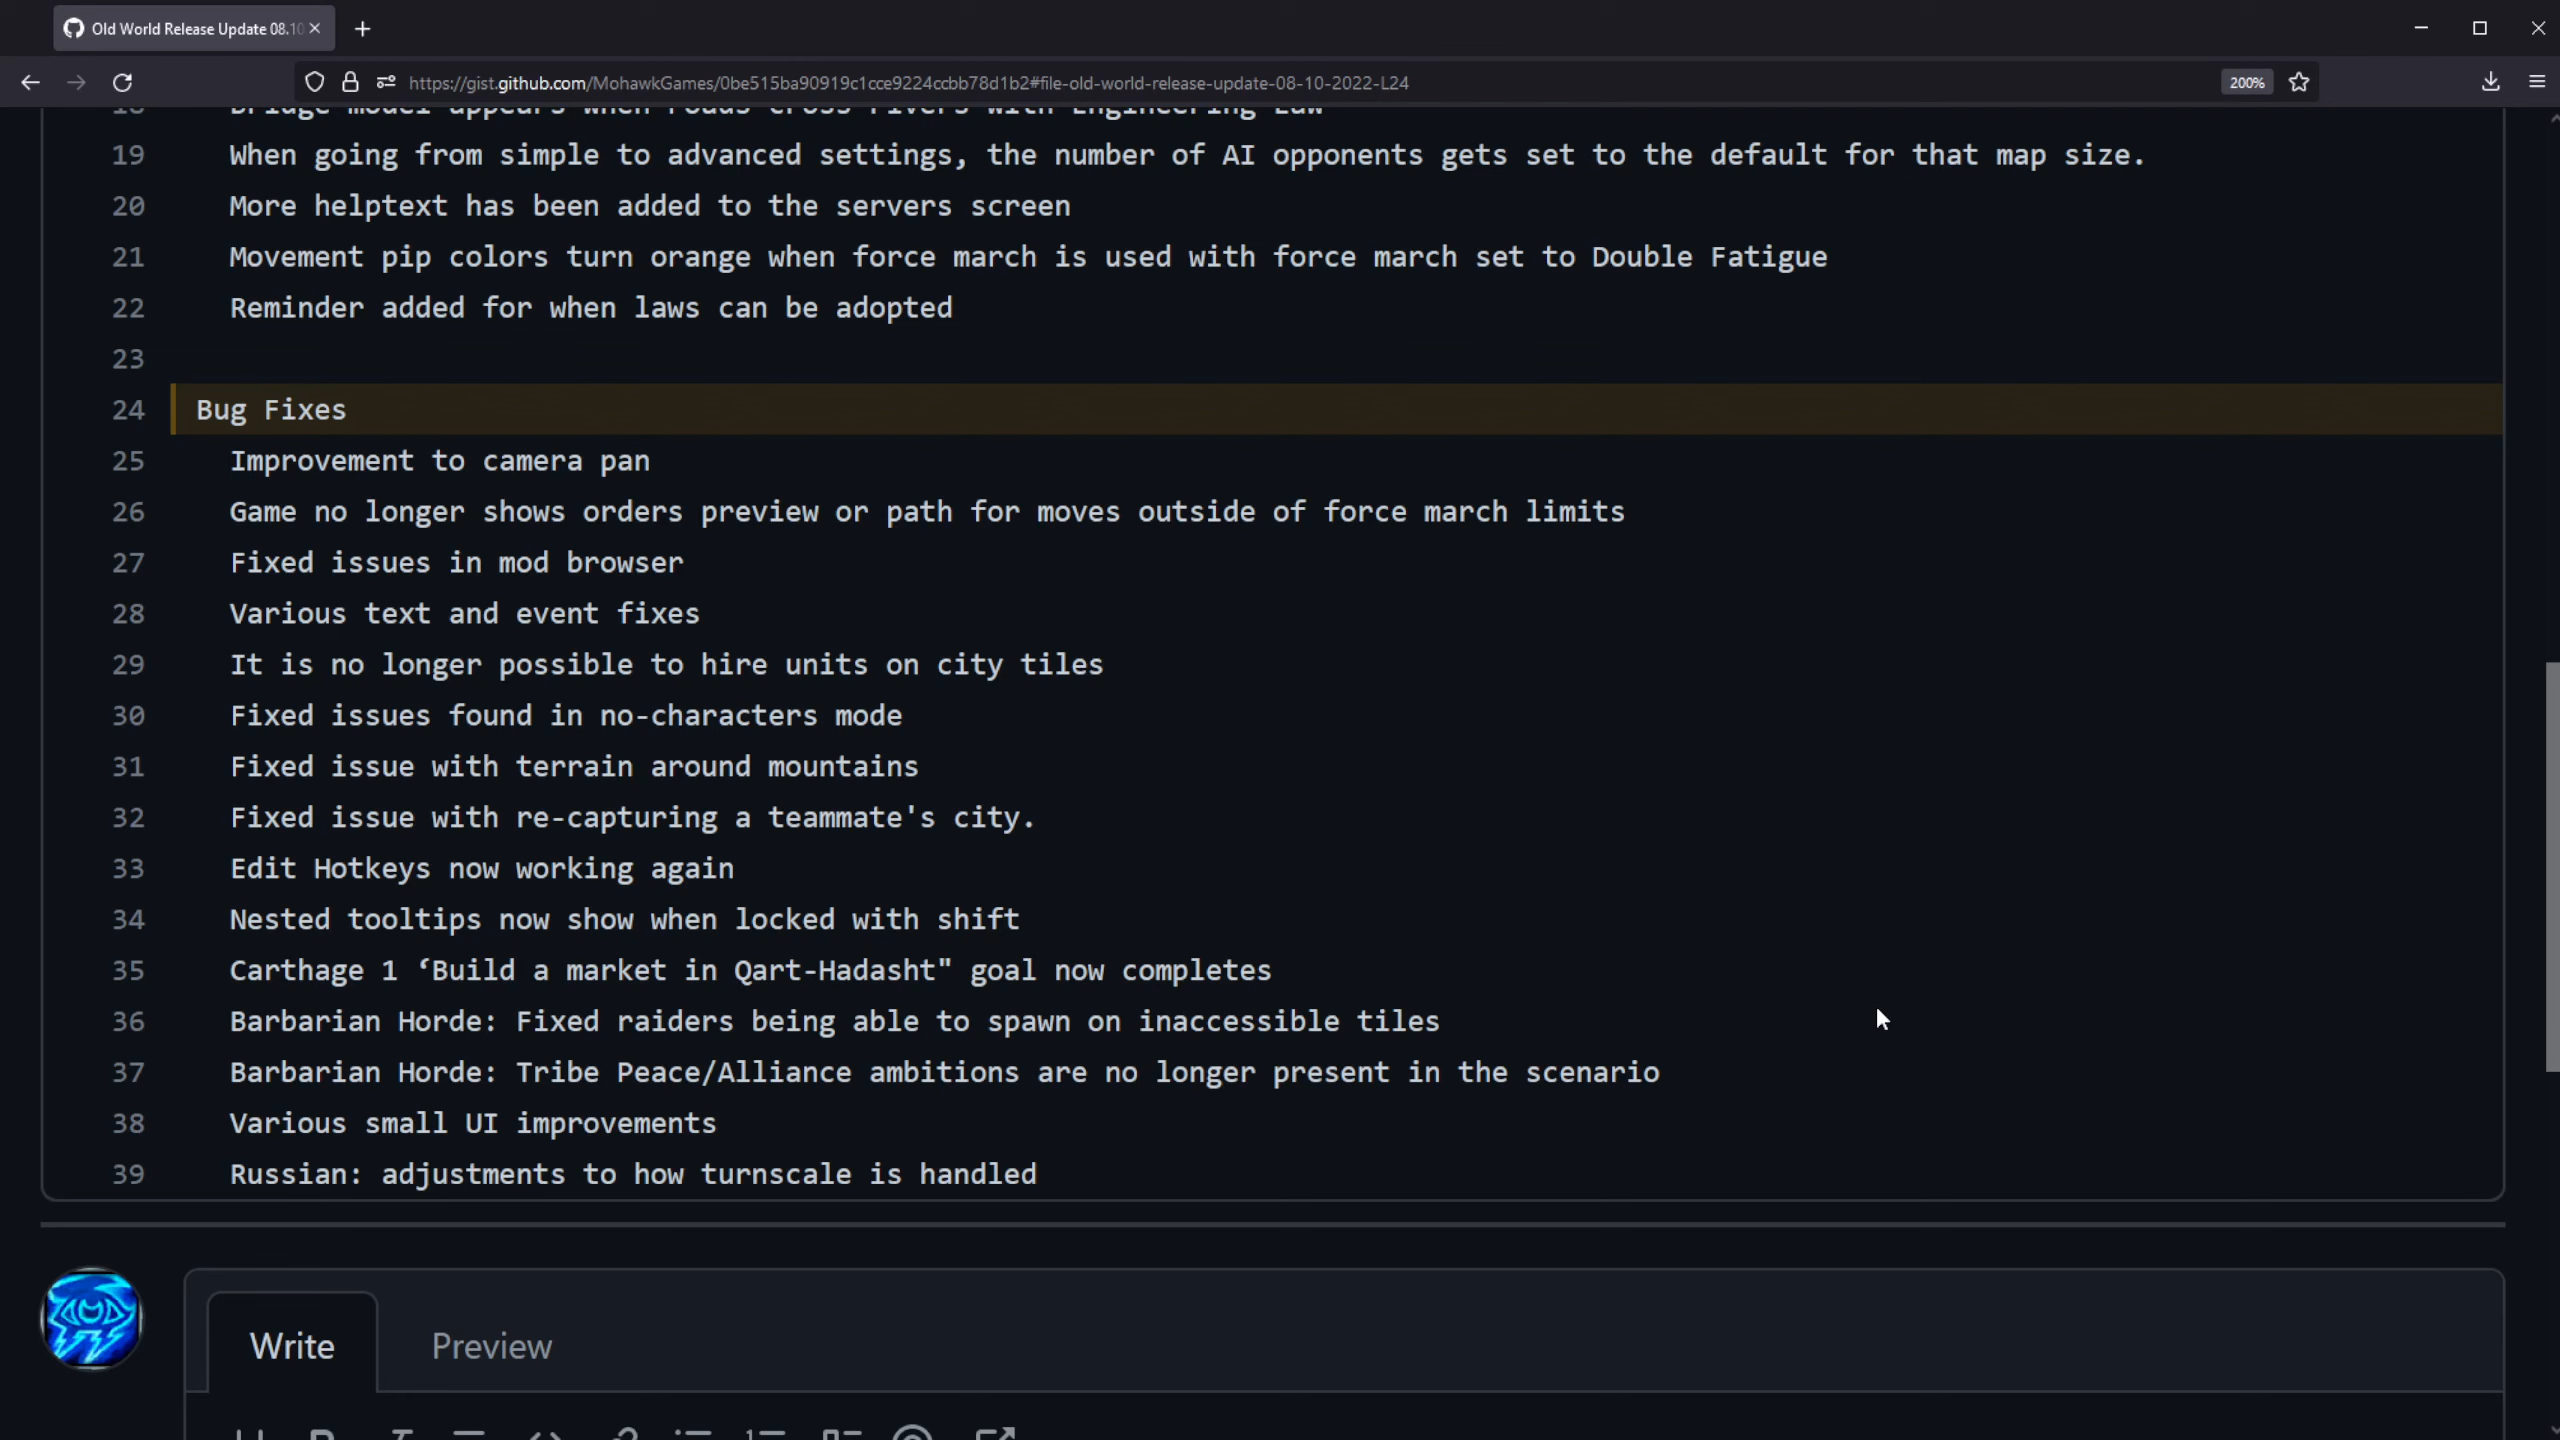 Old World Release Update 08.10
https://gist.github.com/MohawkGames/0be515ba90919c1cce9224ccbb78d1b2#file-old-world-release-update-08-10-2022-L24
200%
18 Bridge model appears when roads cross rivers with Engineering Law
19 When going from simple to advanced settings, the number of AI opponents gets set to the default for that map size.
20 More helptext has been added to the servers screen
21 Movement pip colors turn orange when force march is used with force march set to Double Fatigue
22 Reminder added for when laws can be adopted
23
24 Bug Fixes
25 Improvement to camera pan
26 Game no longer shows orders preview or path for moves outside of force march limits
27 Fixed issues in mod browser
28 Various text and event fixes
29 It is no longer possible to hire units on city tiles
30 Fixed issues found in no-characters mode
31 Fixed issue with terrain around mountains
32 Fixed issue with re-capturing a teammate's city.
33 Edit Hotkeys now working again
34 Nested tooltips now show when locked with shift
35 Carthage 1 ‘Build a market in Qart-Hadasht" goal now completes
36 Barbarian Horde: Fixed raiders being able to spawn on inaccessible tiles
37 Barbarian Horde: Tribe Peace/Alliance ambitions are no longer present in the scenario
38 Various small UI improvements
39 Russian: adjustments to how turnscale is handled
Write Preview